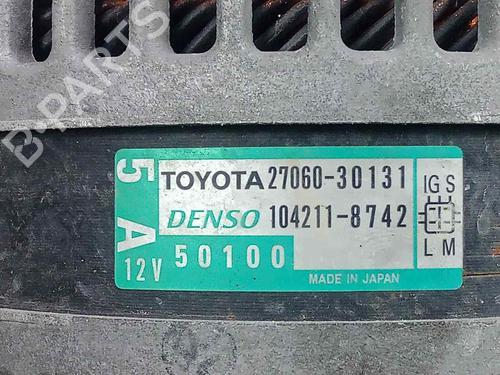 B-PARTS
5 A
TOYOTA 27060-30131
DENSO 104211-8742
12V 50100
IG S
L M
MADE IN JAPAN